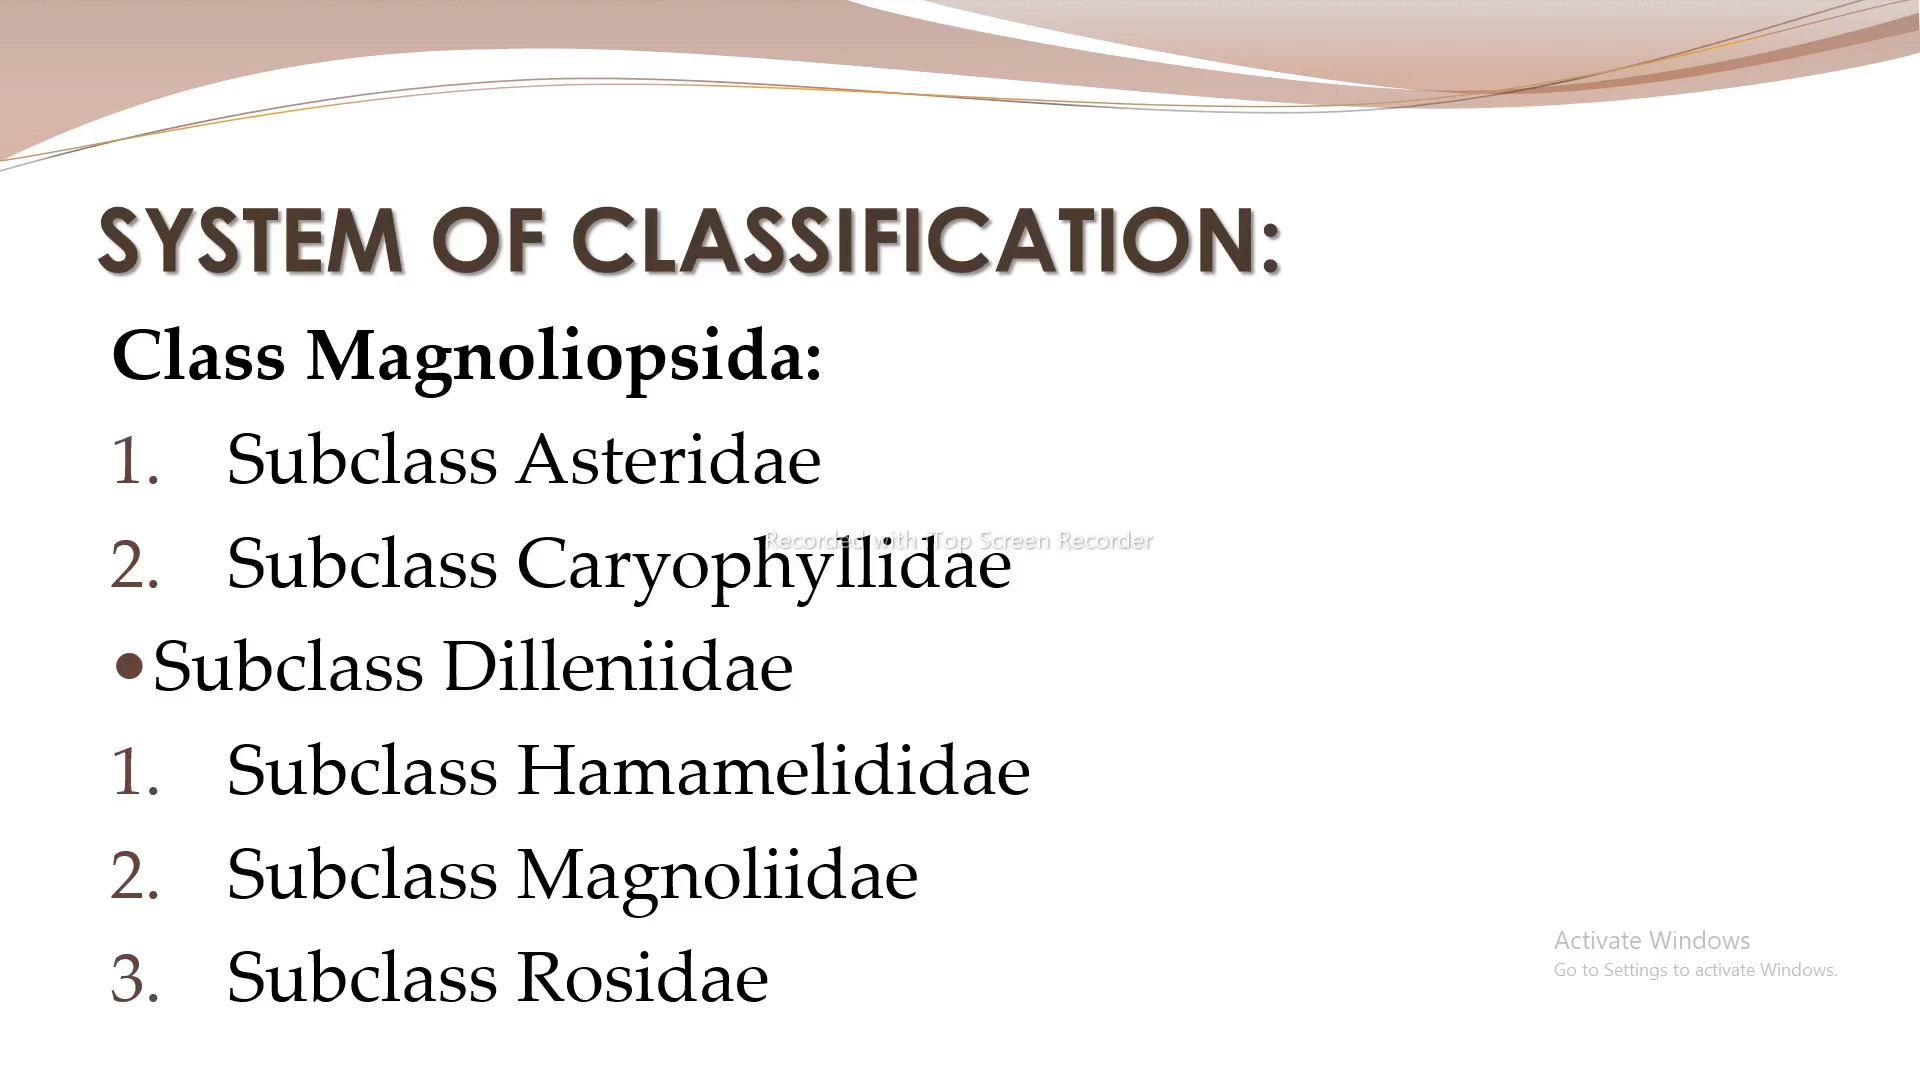 SYSTEM OF CLASSIFICATION:
Class Magnoliopsida:
1. Subclass Asteridae
2. Subclass Caryophyllidae
Recorded with iTop Screen Recorder
•Subclass Dilleniidae
1. Subclass Hamamelididae
2. Subclass Magnoliidae
3. Subclass Rosidae
Activate Windows
Go to Settings to activate Windows.